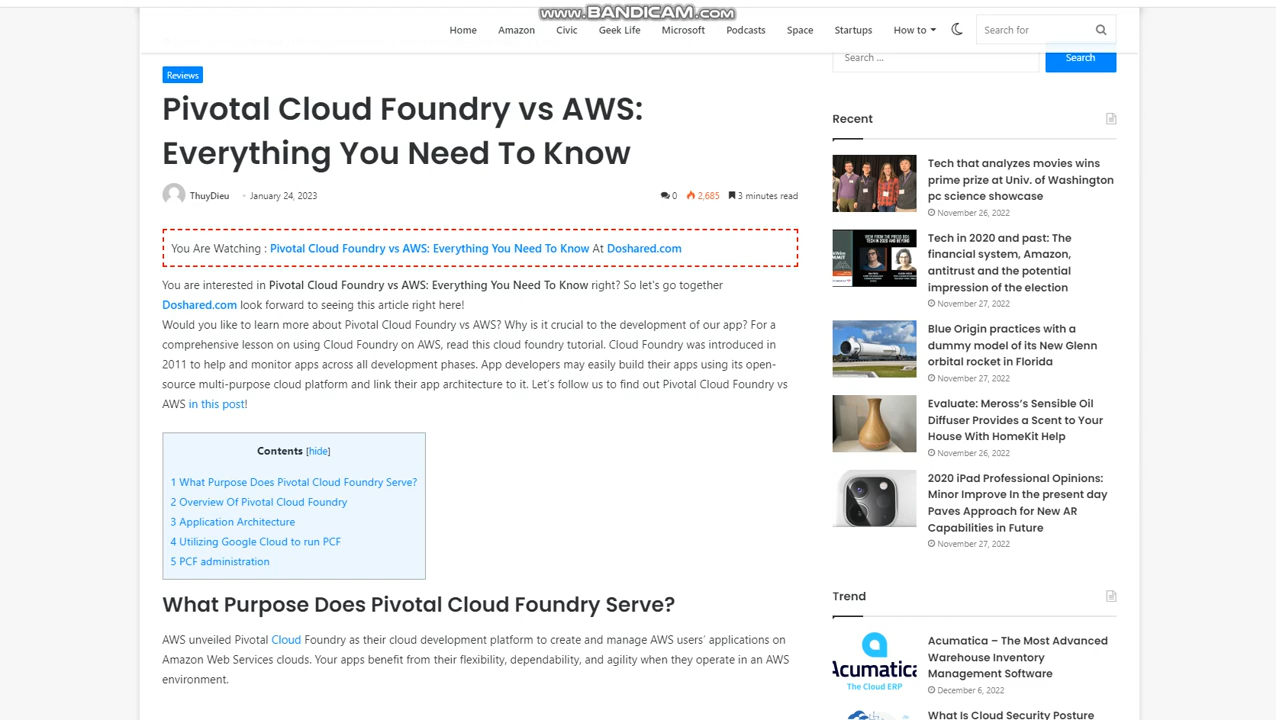 www.BANDICAM.com
Home
Amazon
Civic
Geek Life
Microsoft
Podcasts
Space
Startups
How to
Search for
Search ...
Search
Reviews
Pivotal Cloud Foundry vs AWS:
Everything You Need To Know
ThuyDieu
January 24, 2023
0
2,685
3 minutes read
You Are Watching : Pivotal Cloud Foundry vs AWS: Everything You Need To Know At Doshared.com
You are interested in Pivotal Cloud Foundry vs AWS: Everything You Need To Know right? So let's go together
Doshared.com look forward to seeing this article right here!
Would you like to learn more about Pivotal Cloud Foundry vs AWS? Why is it crucial to the development of our app? For a
comprehensive lesson on using Cloud Foundry on AWS, read this cloud foundry tutorial. Cloud Foundry was introduced in
2011 to help and monitor apps across all development phases. App developers may easily build their apps using its open-
source multi-purpose cloud platform and link their app architecture to it. Let's follow us to find out Pivotal Cloud Foundry vs
AWS in this post!
Contents [hide]
1 What Purpose Does Pivotal Cloud Foundry Serve?
2 Overview Of Pivotal Cloud Foundry
3 Application Architecture
4 Utilizing Google Cloud to run PCF
5 PCF administration
What Purpose Does Pivotal Cloud Foundry Serve?
AWS unveiled Pivotal Cloud Foundry as their cloud development platform to create and manage AWS users' applications on
Amazon Web Services clouds. Your apps benefit from their flexibility, dependability, and agility when they operate in an AWS
environment.
Recent
Tech that analyzes movies wins
prime prize at Univ. of Washington
pc science showcase
November 26, 2022
Tech in 2020 and past: The
financial system, Amazon,
antitrust and the potential
impression of the election
November 27, 2022
Blue Origin practices with a
dummy model of its New Glenn
orbital rocket in Florida
November 27, 2022
Evaluate: Meross's Sensible Oil
Diffuser Provides a Scent to Your
House With HomeKit Help
November 26, 2022
2020 iPad Professional Opinions:
Minor Improve In the present day
Paves Approach for New AR
Capabilities in Future
November 27, 2022
Trend
Acumatica
The Cloud ERP
Acumatica – The Most Advanced
Warehouse Inventory
Management Software
December 6, 2022
What Is Cloud Security Posture